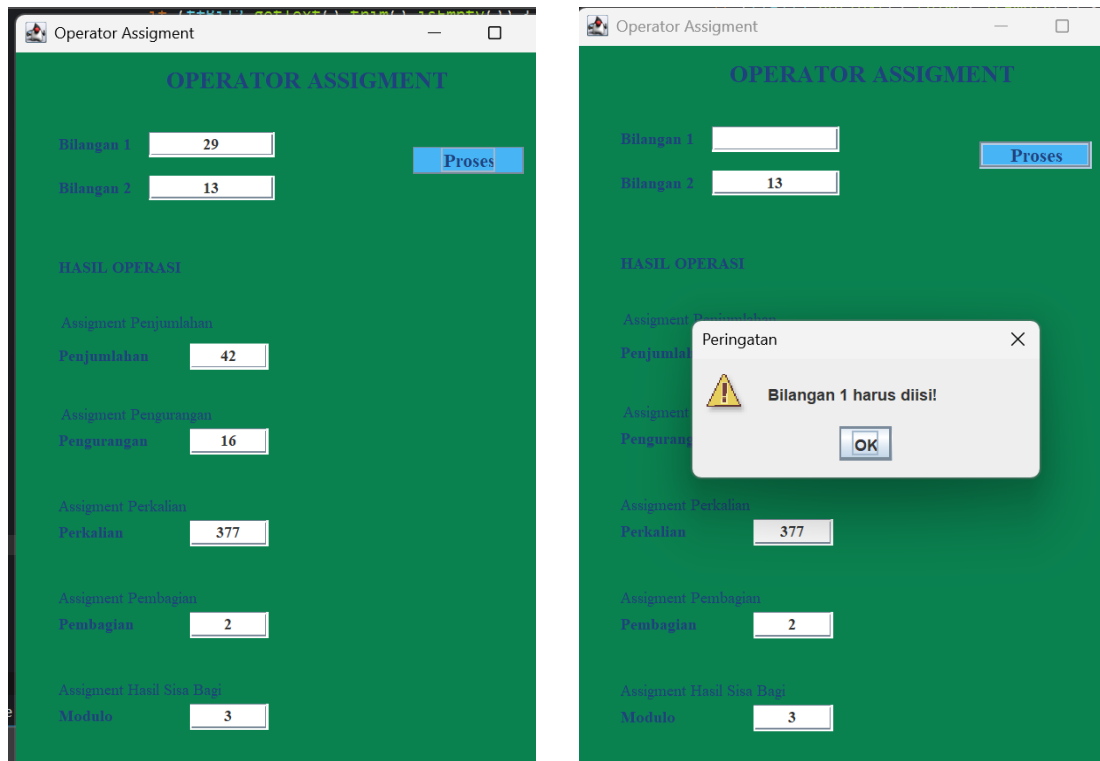 Operator Assigment
OPERATOR ASSIGMENT
Bilangan 1 29
Proses
Bilangan 2 13
HASIL OPERASI
Assigment Penjumlahan
Penjumlahan 42
Assigment Pengurangan
Pengurangan 16
Assigment Perkalian
Perkalian 377
Assigment Pembagian
Pembagian 2
Assigment Hasil Sisa Bagi
Modulo 3
Operator Assigment
OPERATOR ASSIGMENT
Bilangan 1
Proses
Bilangan 2 13
HASIL OPERASI
Assigment Penjumlahan
Peringatan
Bilangan 1 harus diisi!
OK
Assigment
Assigment Perkalian
Perkalian 377
Assigment Pembagian
Pembagian 2
Assigment Hasil Sisa Bagi
Modulo 3